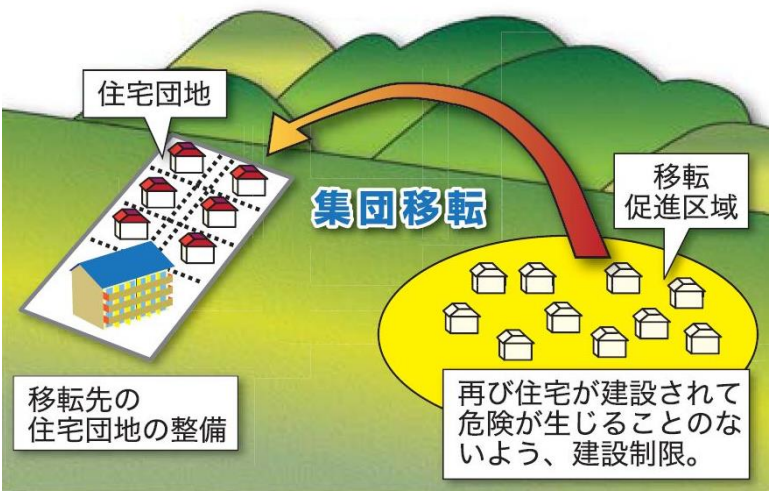 住宅団地
集団移転
移転
促進区域
移転先の
住宅団地の整備
再び住宅が建設されて
危険が生じることのな
いよう、建設制限。